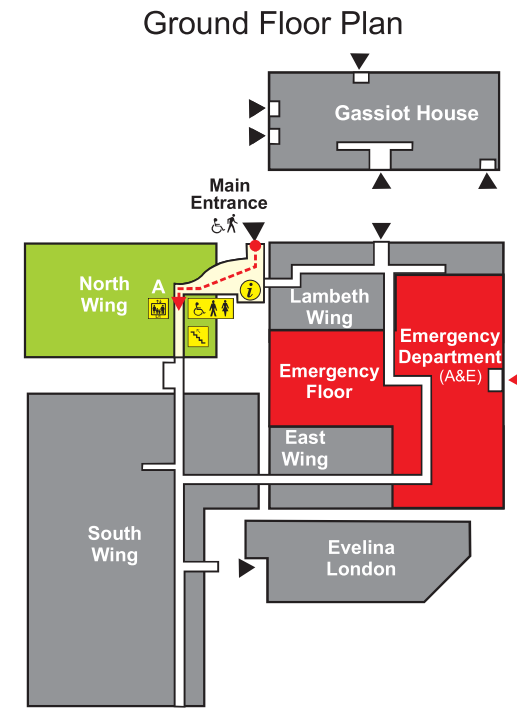 Ground Floor Plan
Gassiot House
Main
Entrance
North
Wing
A
i
Lambeth
Wing
Emergency
Department
(A&E)
Emergency
Floor
East
Wing
South
Wing
Evelina
London